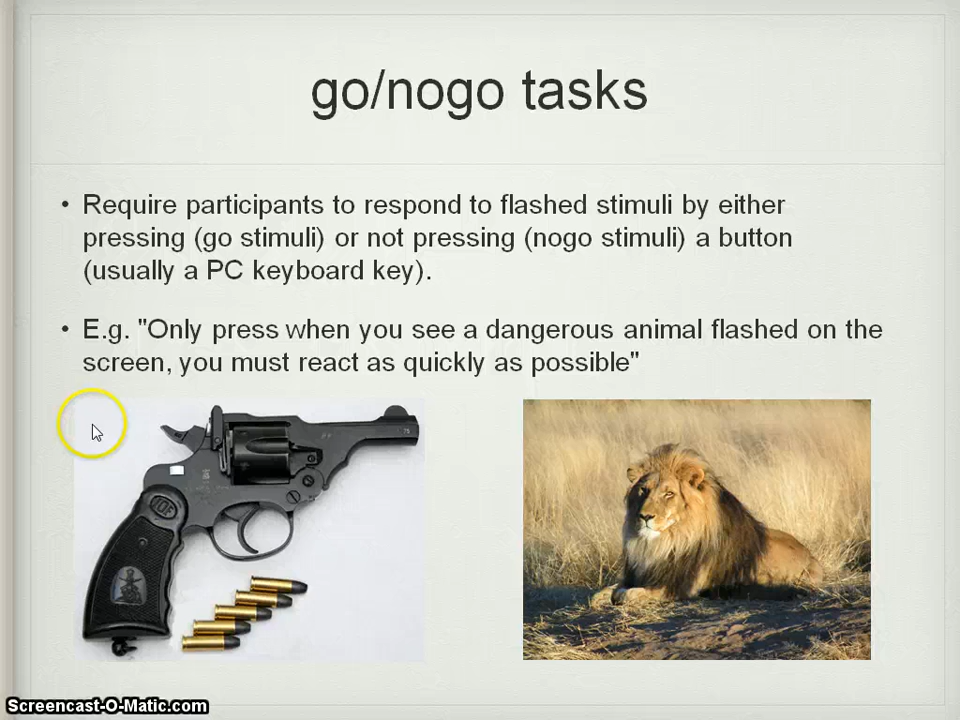 go/nogo tasks
• Require participants to respond to flashed stimuli by either
pressing (go stimuli) or not pressing (nogo stimuli) a button
(usually a PC keyboard key).
• E.g. "Only press when you see a dangerous animal flashed on the
screen, you must react as quickly as possible"
Screencast-O-Matic.com